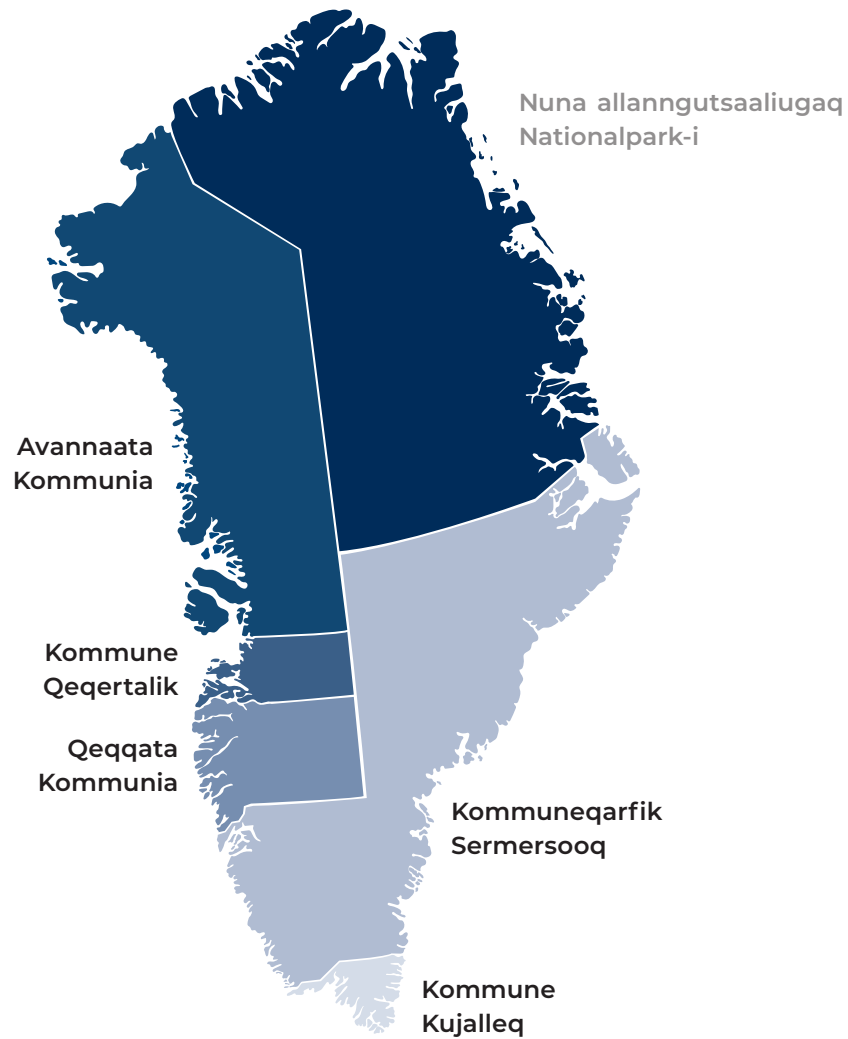 Nuna allanngutsaaliugaq
Nationalpark-i
Avannaata
Kommunia
Kommune
Qeqertalik
Qeqqata
Kommunia
Kommuneqarfik
Sermersooq
Kommune
Kujalleq